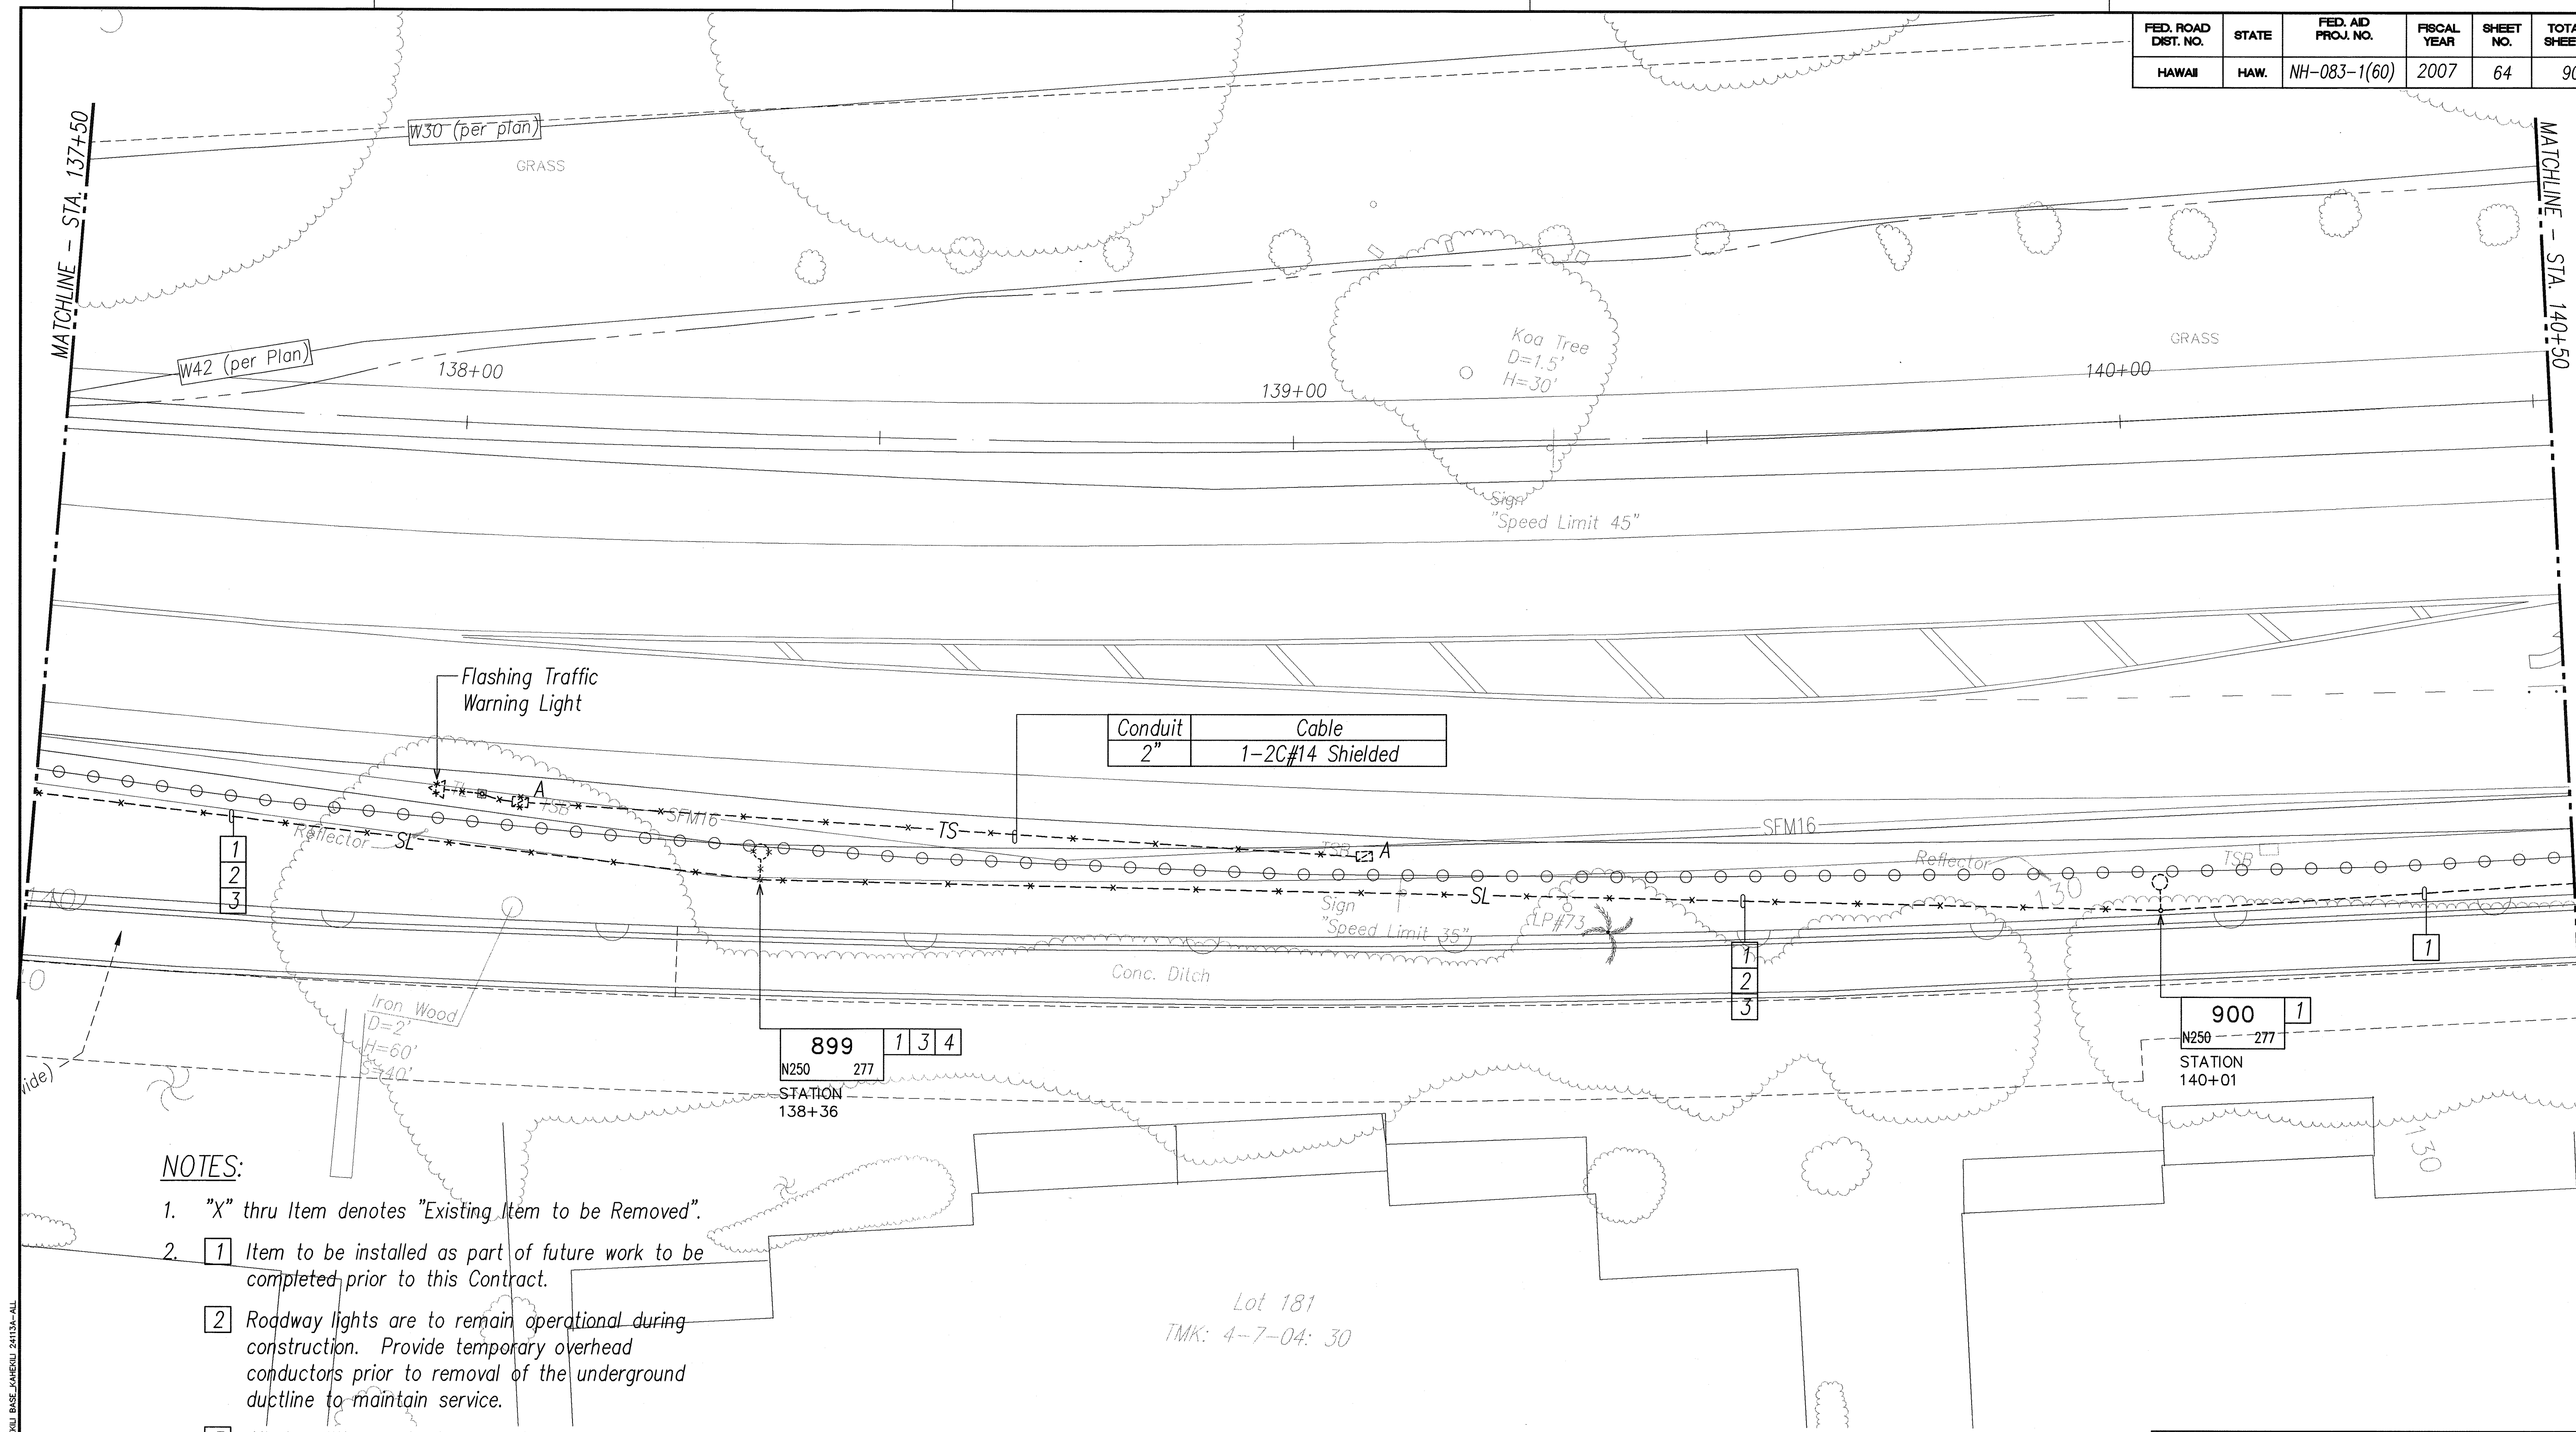 FED. ROAD DIST. NO. STATE FED. AID PROJ. NO. FISCAL YEAR SHEET NO.
HAWAII HAW. NH-083-1(60) 2007 64
MATCHLINE - STA. 137+50
W30 (per plan)
GRASS
MATCHLINE - STA. 140+50
Koa Tree
D=1.5'
H=30'
GRASS
W42 (per Plan)
138+00
139+00
140+00
Sign
"Speed Limit 45"
Flashing Traffic
Warning Light
Conduit Cable
2" 1-2C#14 Shielded
A
TSB
SFM16
TS
SFM16
Reflector
SL
TSB
A
Reflector
TSB
1
2
3
140
Sign
"Speed Limit 35"
SL
LP#73
130
1
2
3
1
Conc. Ditch
Iron Wood
D=2'
H=60'
S=40'
899
N250 277
1 3 4
STATION
138+36
900
N250 277
1
STATION
140+01
130
NOTES:
1. "X" thru Item denotes "Existing Item to be Removed".
2. 1 Item to be installed as part of future work to be
completed prior to this Contract.
2 Roadway lights are to remain operational during
construction. Provide temporary overhead
conductors prior to removal of the underground
ductline to maintain service.
Lot 181
TMK: 4-7-04: 30